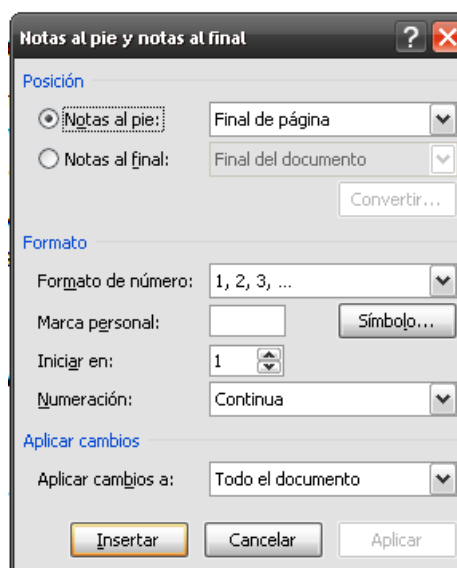 Notas al pie y notas al final ?
Posición
Notas al pie: Final de página
Notas al final: Final del documento
Convertir...
Formato
Formato de número: 1, 2, 3, ...
Marca personal: Símbolo...
Iniciar en: 1
Numeración: Continua
Aplicar cambios
Aplicar cambios a: Todo el documento
Insertar Cancelar Aplicar